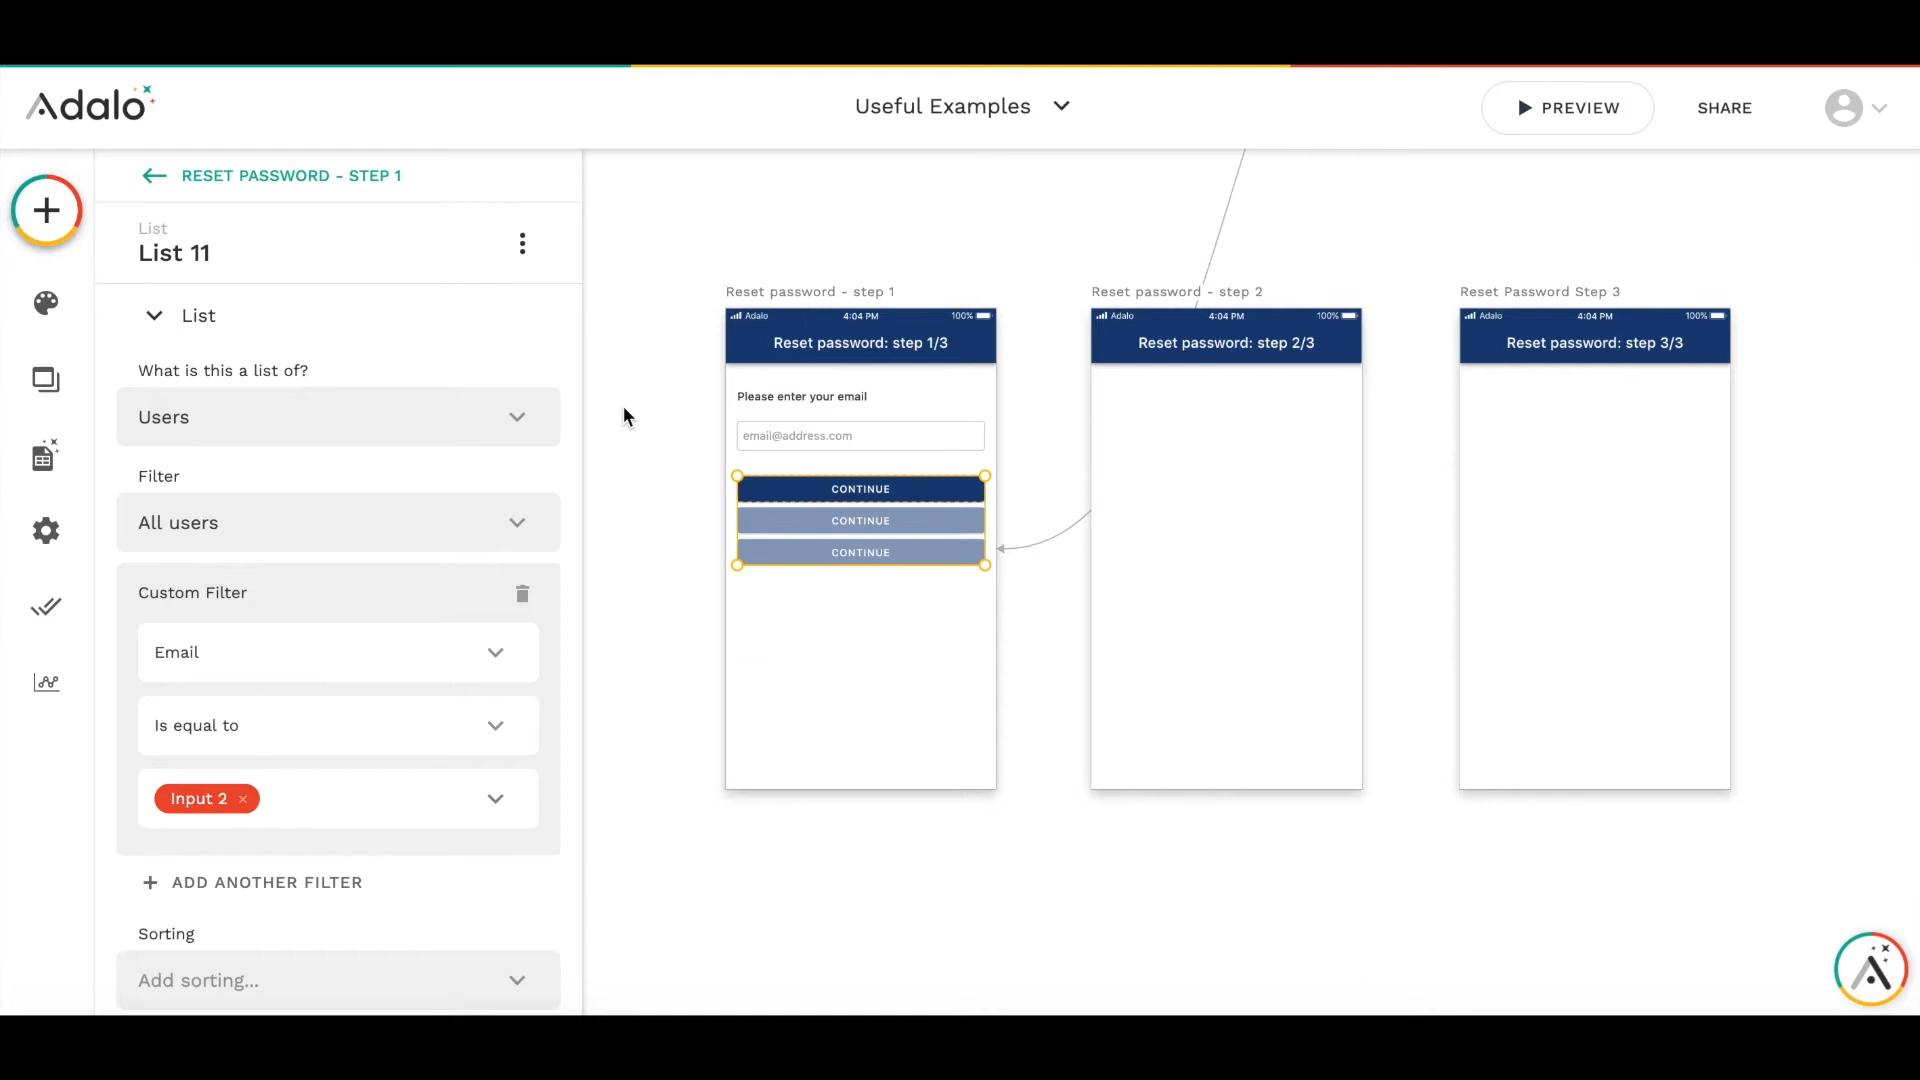 Adalo
Useful Examples
PREVIEW
SHARE
RESET PASSWORD - STEP 1
List
List 11
List
What is this a list of?
Users
Filter
All users
Custom Filter
Email
Is equal to
Input 2 ×
ADD ANOTHER FILTER
Sorting
Add sorting...
Reset password - step 1
Adalo 4:04 PM 100%
Reset password: step 1/3
Please enter your email
email@address.com
CONTINUE
CONTINUE
CONTINUE
Reset password - step 2
Adalo 4:04 PM 100%
Reset password: step 2/3
Reset Password Step 3
Adalo 4:04 PM 100%
Reset password: step 3/3